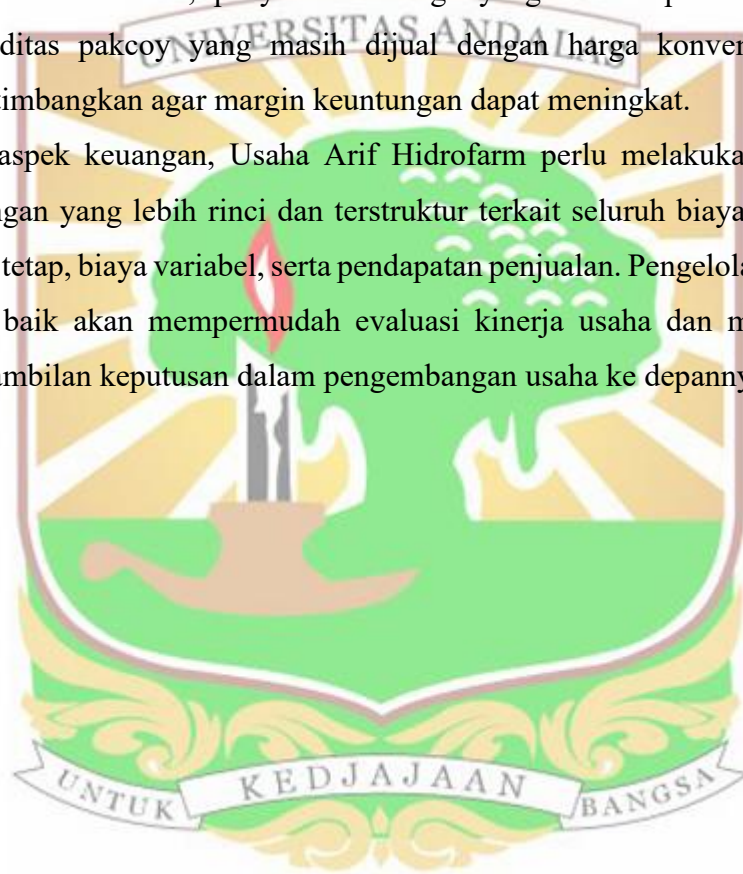 UNIVERSITAS ANDALAS
ditas pakcoy yang masih dijual dengan harga konven
timbangkan agar margin keuntungan dapat meningkat.
aspek keuangan, Usaha Arif Hidrofarm perlu melakuka
ngan yang lebih rinci dan terstruktur terkait seluruh biaya
tetap, biaya variabel, serta pendapatan penjualan. Pengelola
baik akan mempermudah evaluasi kinerja usaha dan m
ambilan keputusan dalam pengembangan usaha ke depanny
UNTUK KEDJAJAAN BANGSA